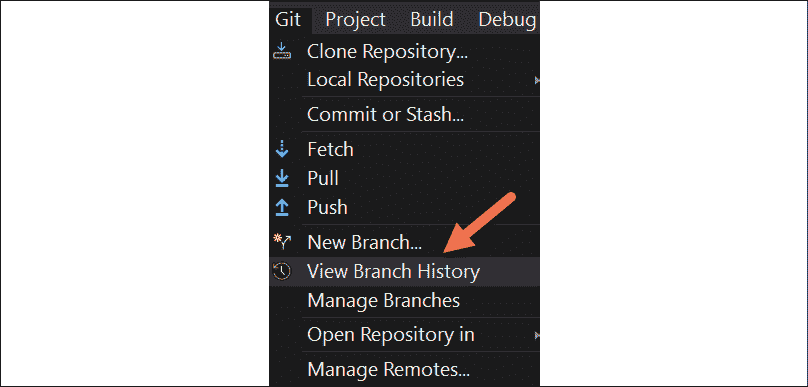 Git Project Build Debug
Clone Repository...
Local Repositories
Commit or Stash...
Fetch
Pull
Push
New Branch...
View Branch History
Manage Branches
Open Repository in
Manage Remotes...